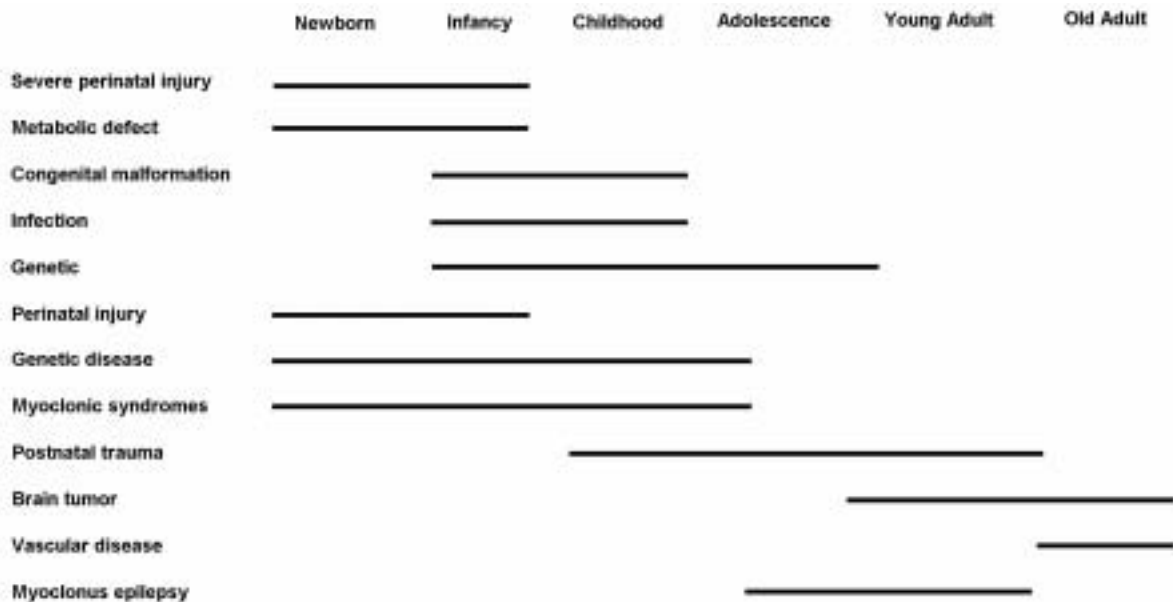 Newborn Infancy Childhood Adolescence Young Adult Old Adult
Severe perinatal injury
Metabolic defect
Congenital malformation
Infection
Genetic
Perinatal injury
Genetic disease
Myoclonic syndromes
Postnatal trauma
Brain tumor
Vascular disease
Myoclonus epilepsy